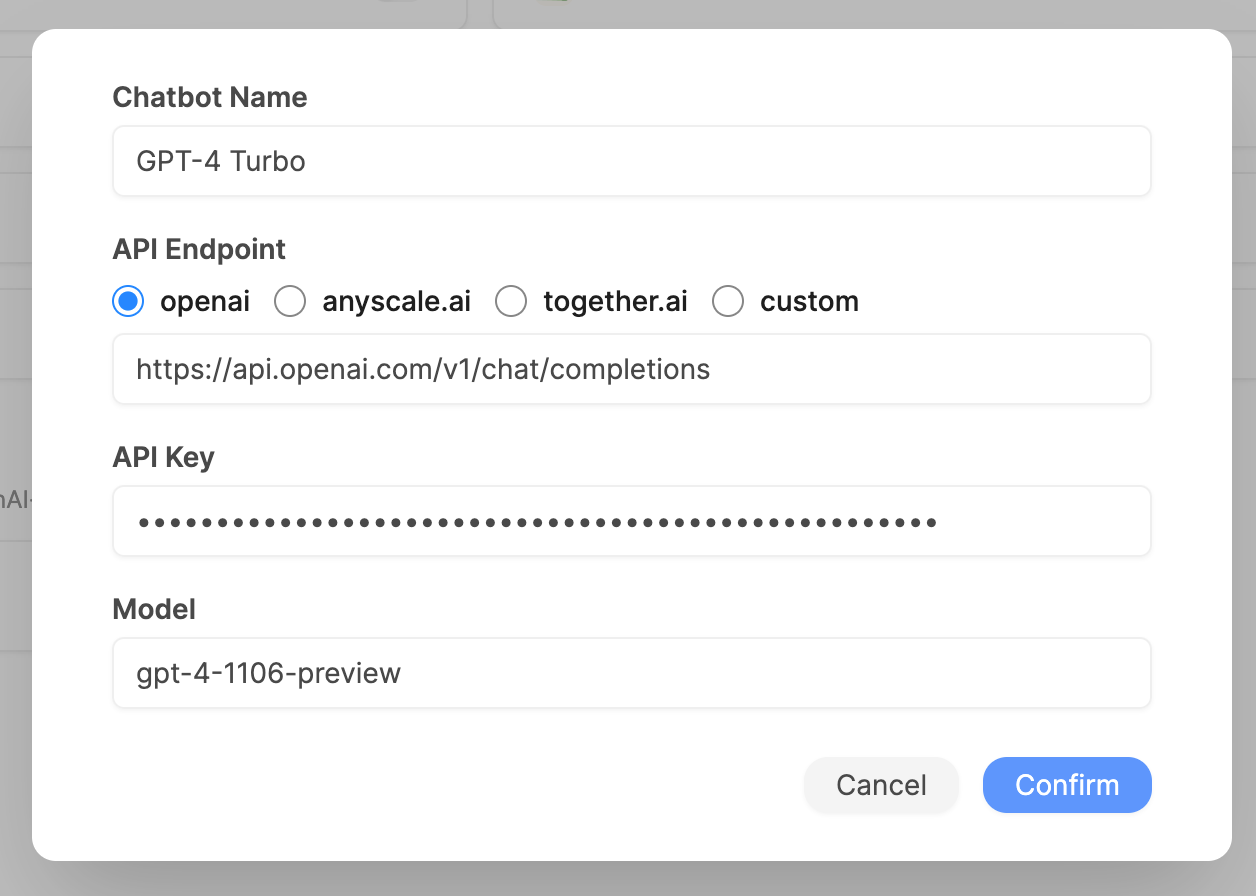 Chatbot Name
GPT-4 Turbo
API Endpoint
openai anyscale.ai together.ai custom
https://api.openai.com/v1/chat/completions
API Key
•••••••••••••••••••••••••••••••••••••••••••••••••••
nAI-
Model
gpt-4-1106-preview
Cancel Confirm